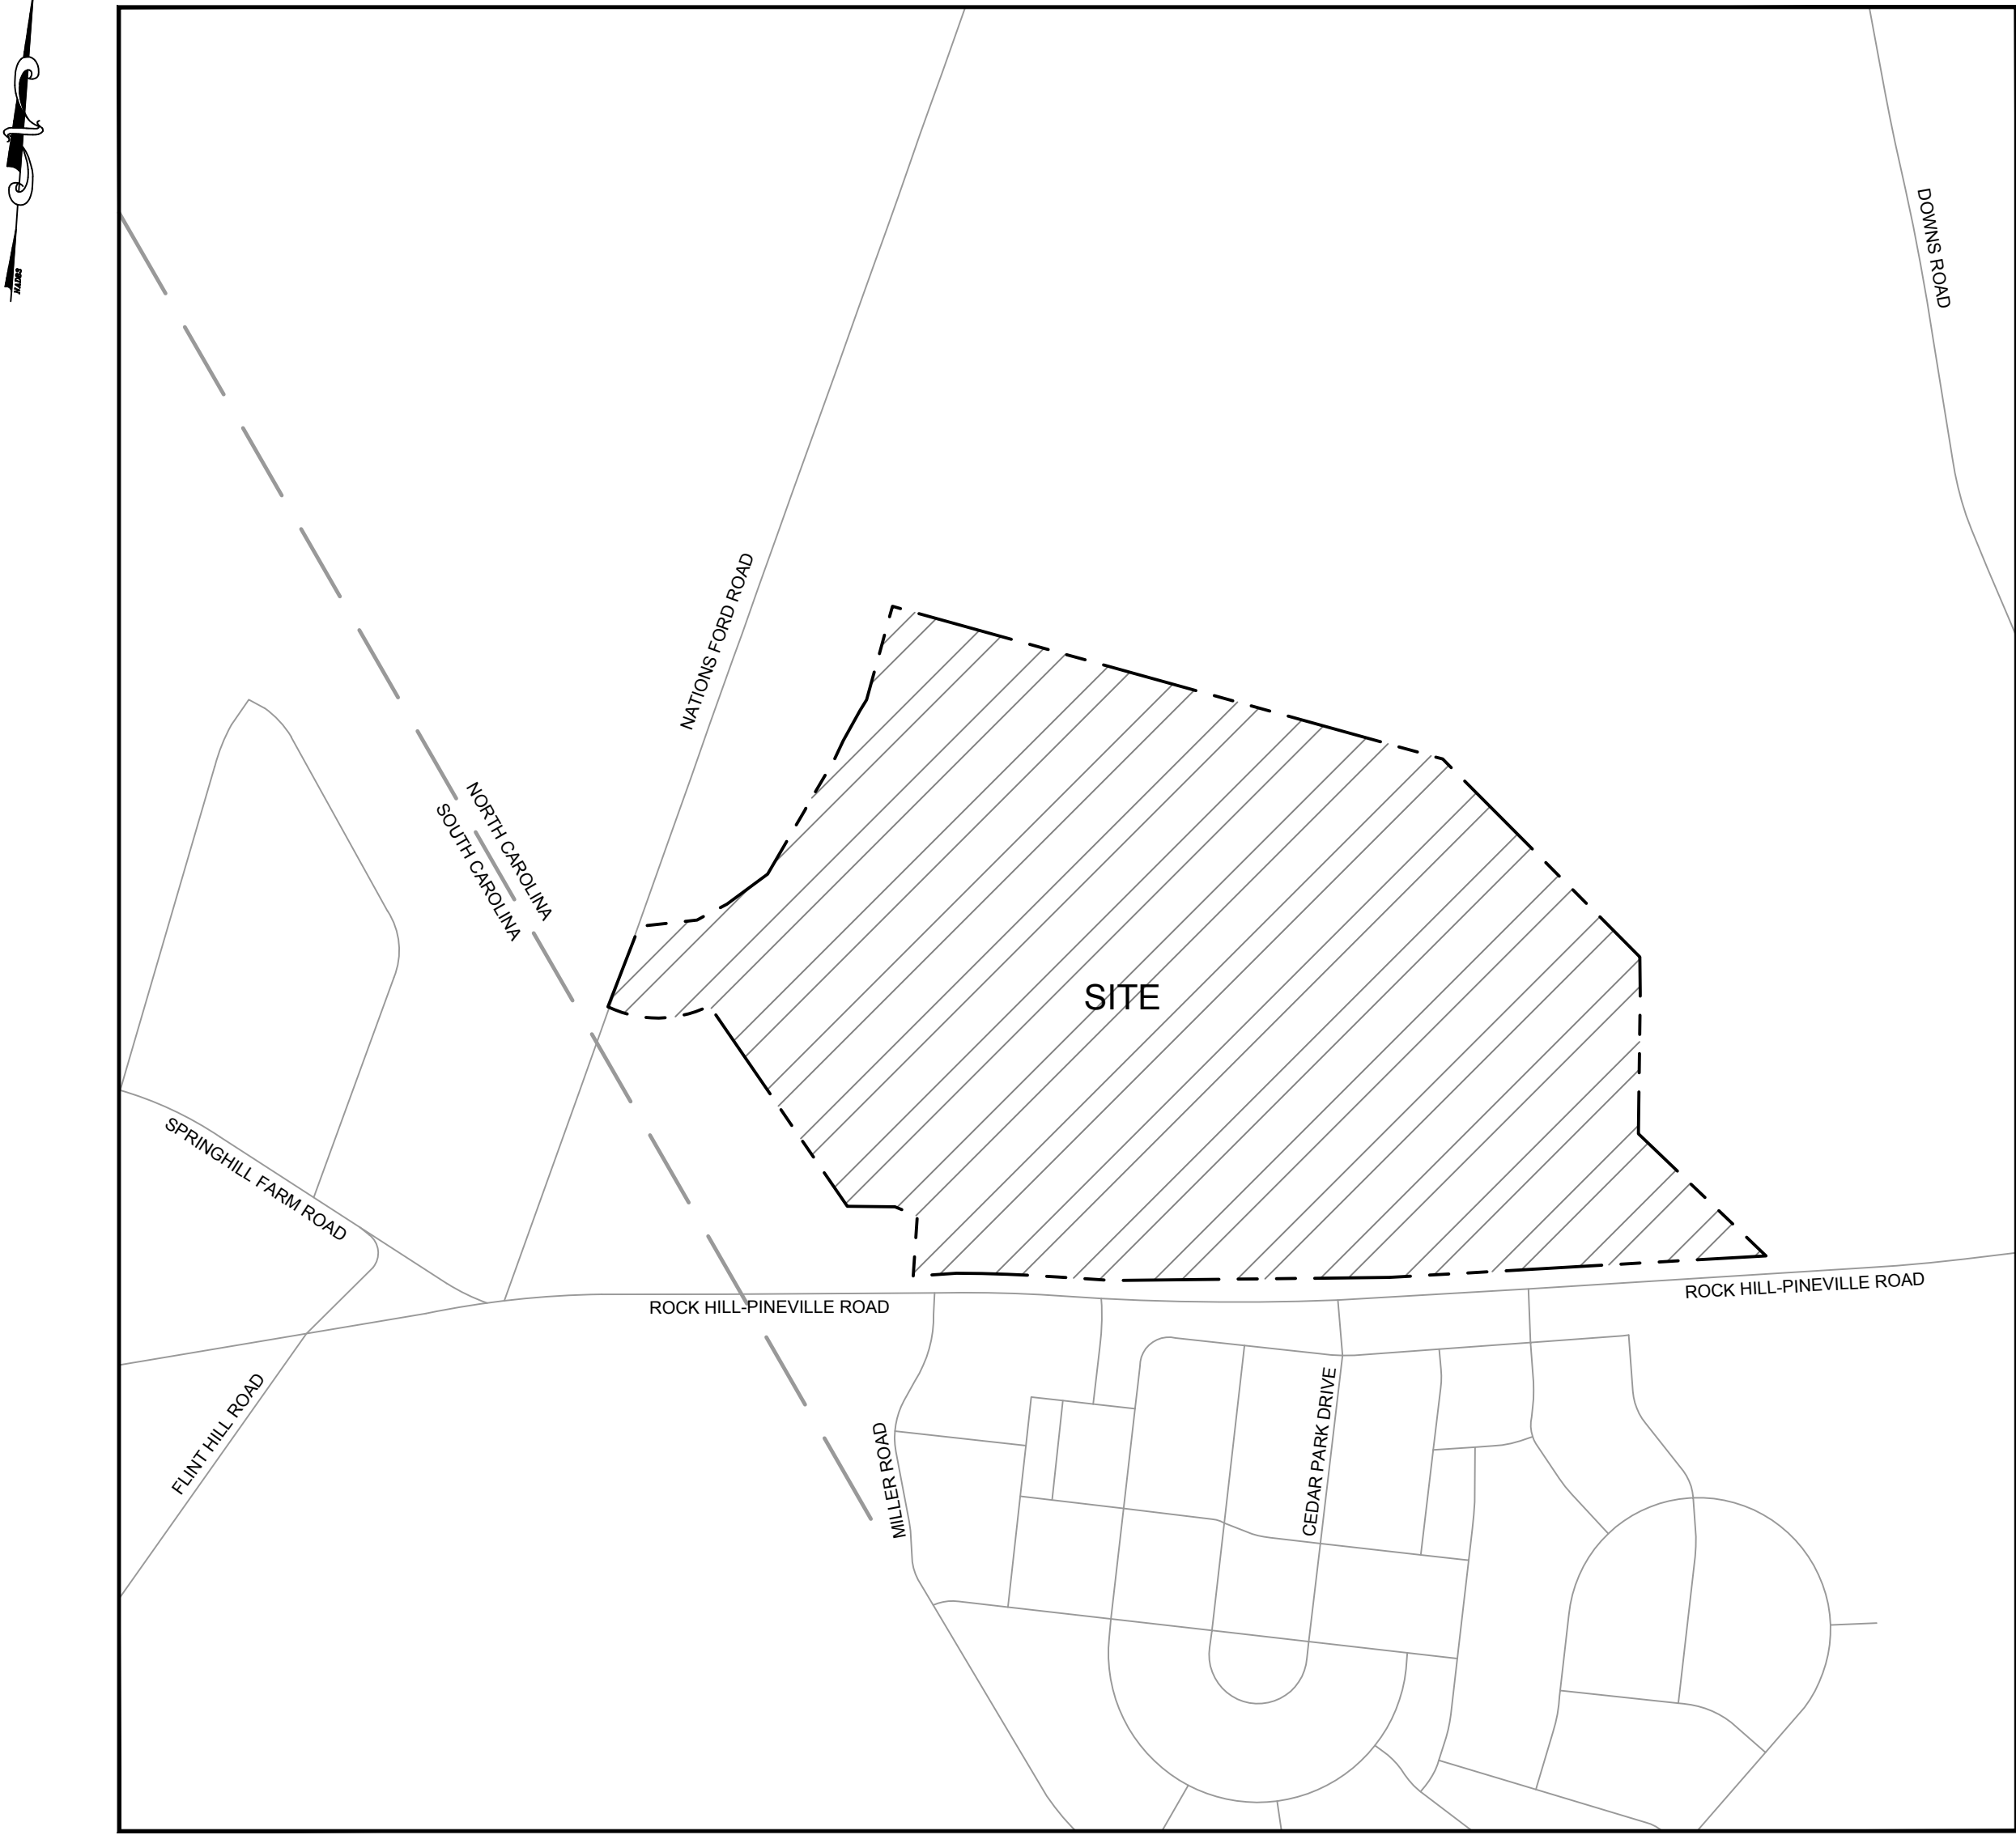 NAD83
DOWNS ROAD
NATIONS FORD ROAD
NORTH CAROLINA
SOUTH CAROLINA
SITE
SPRINGHILL FARM ROAD
ROCK HILL-PINEVILLE ROAD
ROCK HILL-PINEVILLE ROAD
FLINT HILL ROAD
MILLER ROAD
CEDAR PARK DRIVE